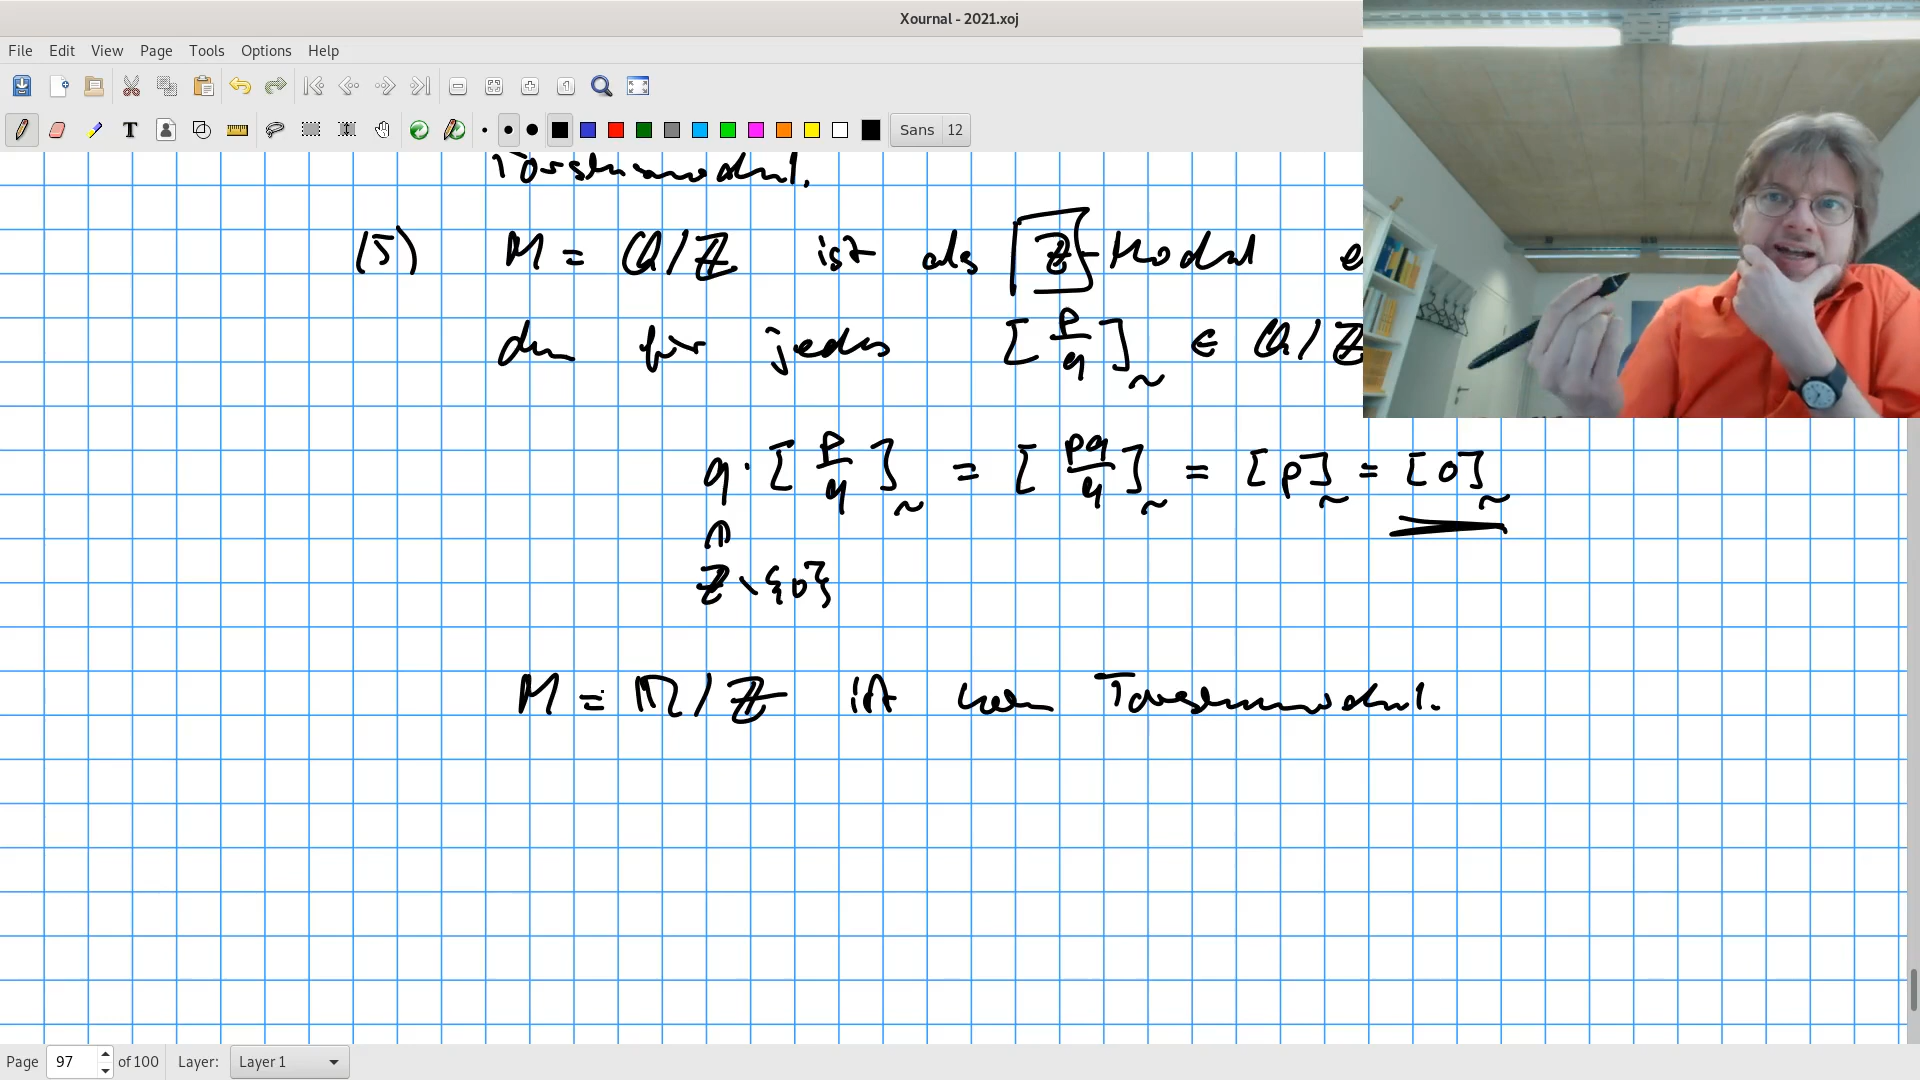 Xournal - 2021.xoj
File Edit View Page Tools Options Help
Sans 12
Torsionsmodul.
(5) M = ℚ/ℤ ist als ℤ-Modul e
denn für jedes [p/q]~ ∈ ℚ/ℤ
q · [p/q]~ = [pq/q]~ = [p]~ = [0]~
∈
ℤ \ {0}
M = ℝ/ℤ ist kein Torsionsmodul.
Page 97 of 100 Layer: Layer 1